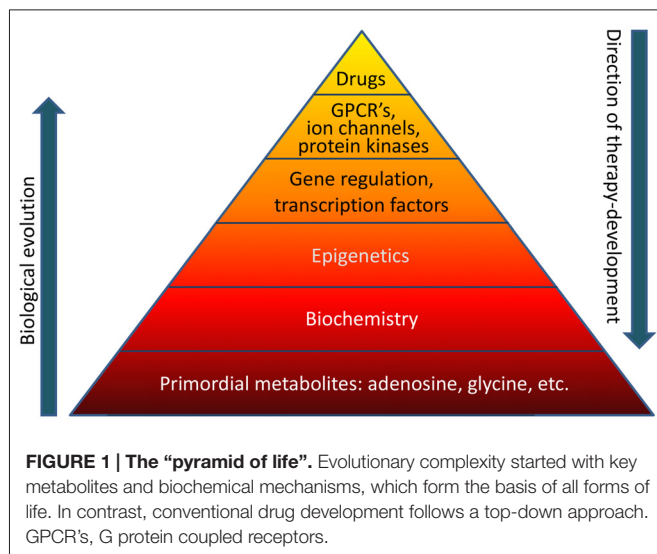 Drugs
GPCR's,
ion channels,
protein kinases
Gene regulation,
transcription factors
Epigenetics
Biochemistry
Primordial metabolites: adenosine, glycine, etc.
Biological evolution
Direction of therapy-development
FIGURE 1 | The “pyramid of life”. Evolutionary complexity started with key
metabolites and biochemical mechanisms, which form the basis of all forms of
life. In contrast, conventional drug development follows a top-down approach.
GPCR's, G protein coupled receptors.